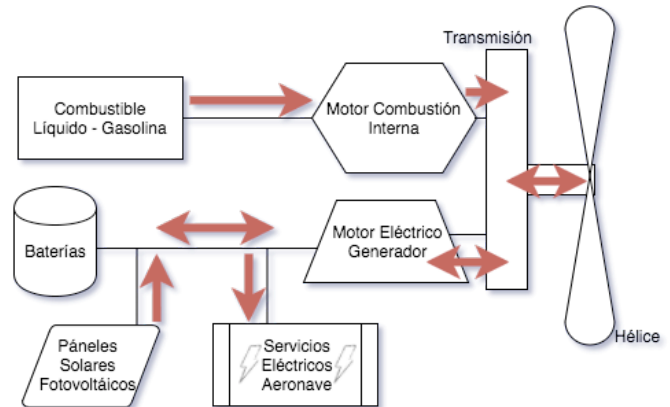 Transmisión
Combustible
Líquido - Gasolina
Motor Combustión
Interna
Baterías
Motor Eléctrico
Generador
Páneles
Solares
Fotovoltáicos
Servicios
Eléctricos
Aeronave
Hélice